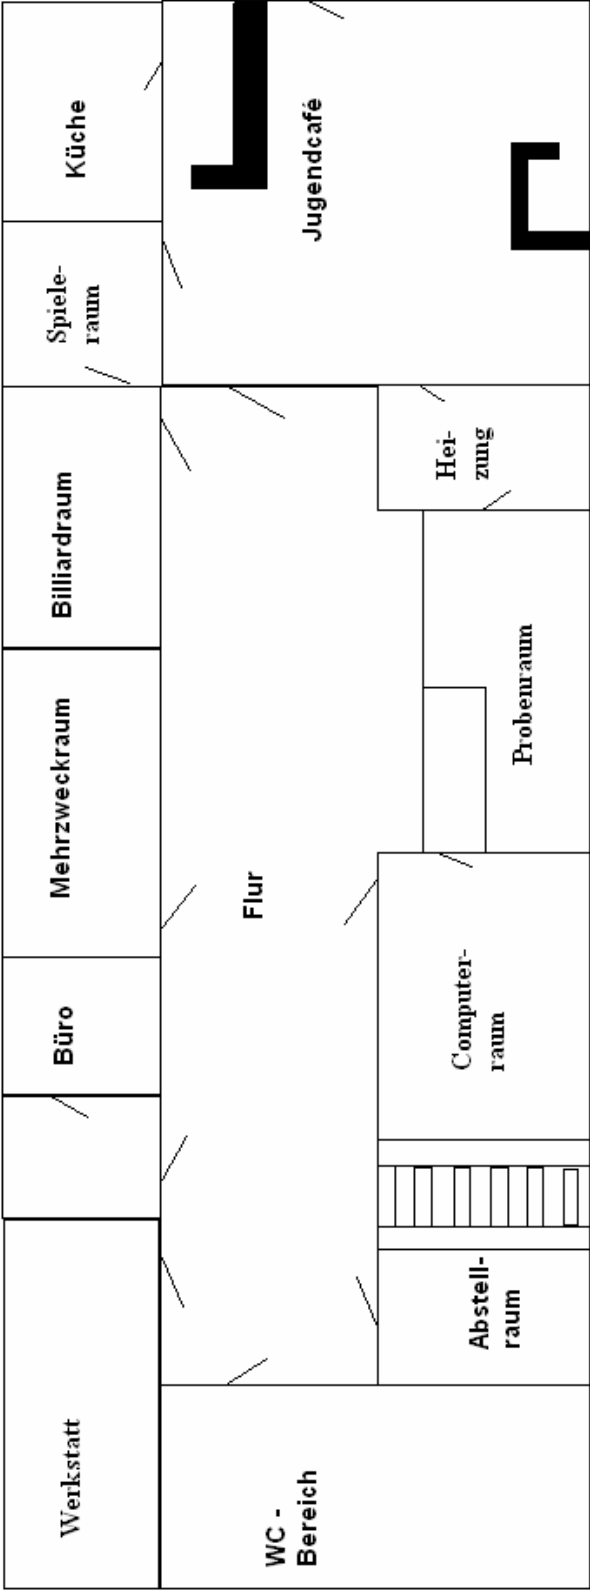 Küche
Jugendcafé
Spiele-
raum
Hei-
zung
Billiardraum
Probenraum
Mehrzweckraum
Flur
Computer-
raum
Büro
Abstell-
raum
Werkstatt
WC -
Bereich